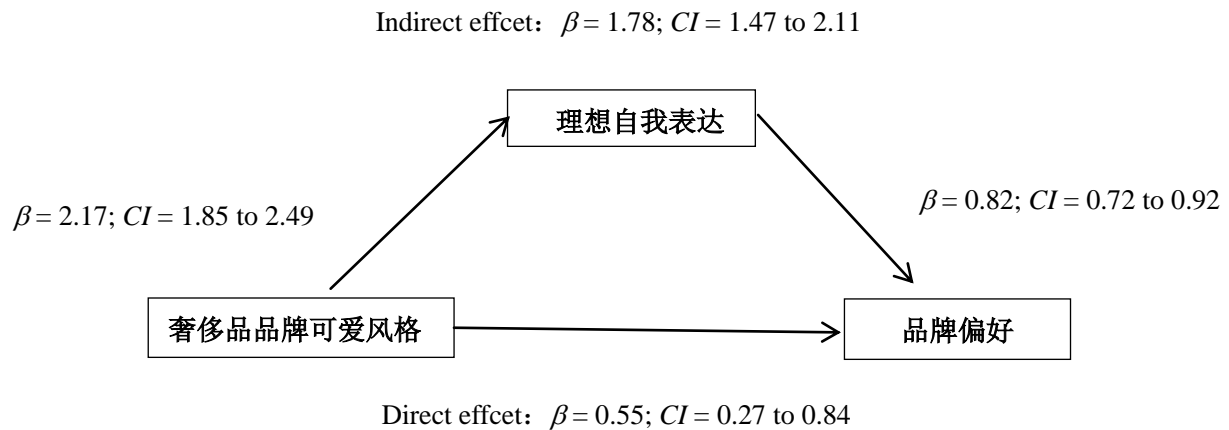 Indirect effcet：β = 1.78; CI = 1.47 to 2.11
理想自我表达
β = 2.17; CI = 1.85 to 2.49
β = 0.82; CI = 0.72 to 0.92
奢侈品品牌可爱风格
品牌偏好
Direct effcet：β = 0.55; CI = 0.27 to 0.84